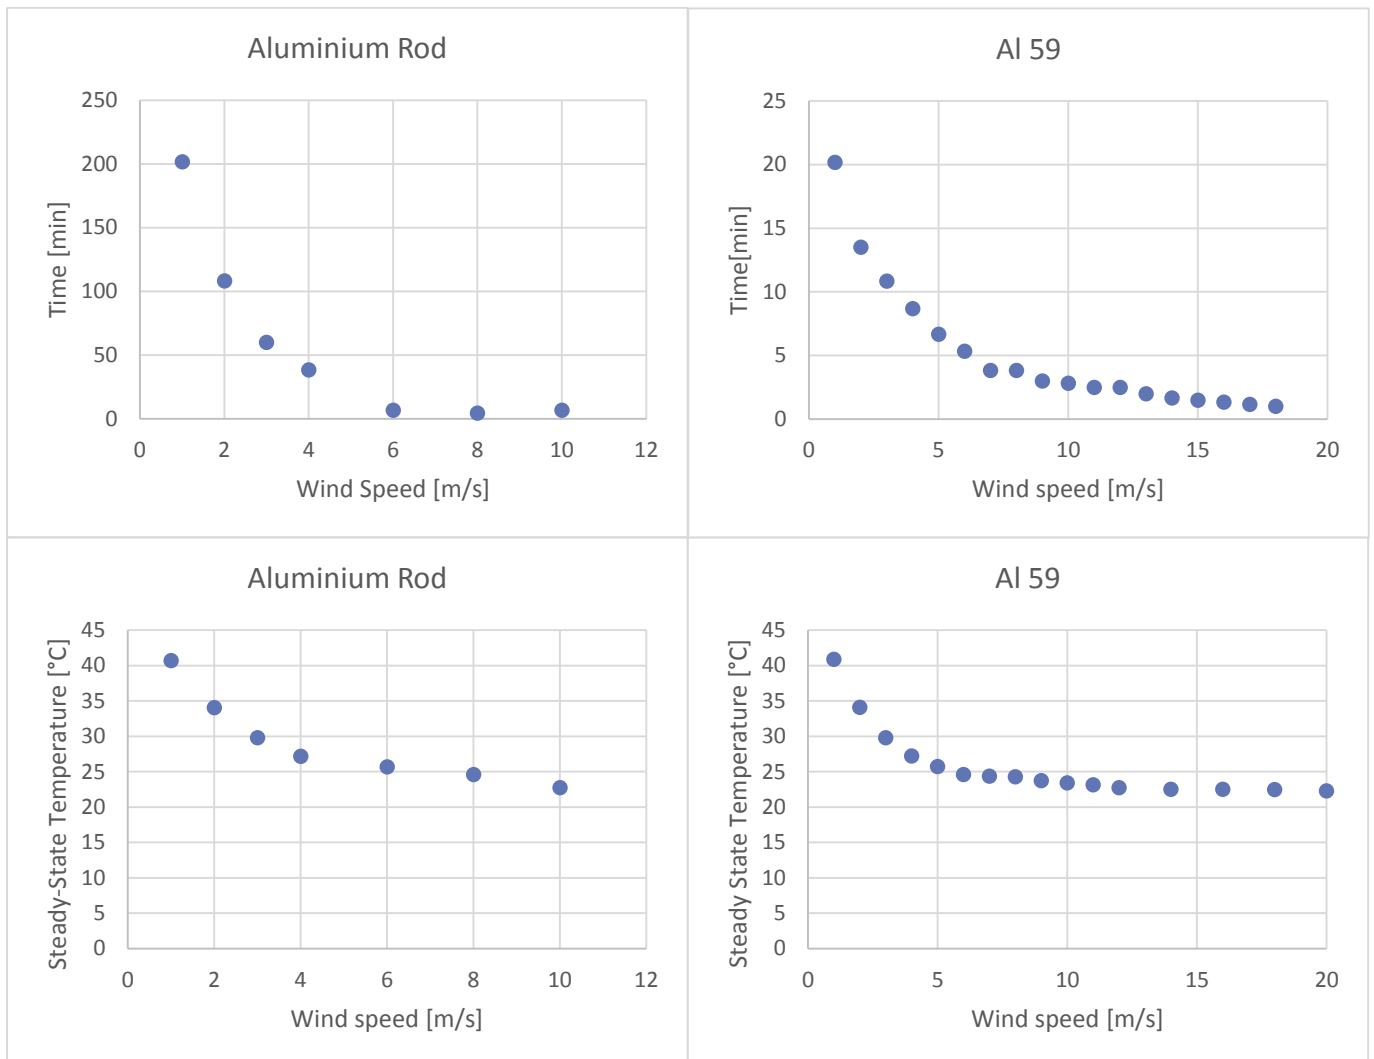 Aluminium Rod
Time [min]
250
200
150
100
50
0
0 2 4 6 8 10 12
Wind Speed [m/s]
Al 59
Time[min]
25
20
15
10
5
0
0 5 10 15 20
Wind speed [m/s]
Aluminium Rod
Steady-State Temperature [°C]
45
40
35
30
25
20
15
10
5
0
0 2 4 6 8 10 12
Wind speed [m/s]
Al 59
Steady State Temperature [°C]
45
40
35
30
25
20
15
10
5
0
0 5 10 15 20
Wind speed [m/s]